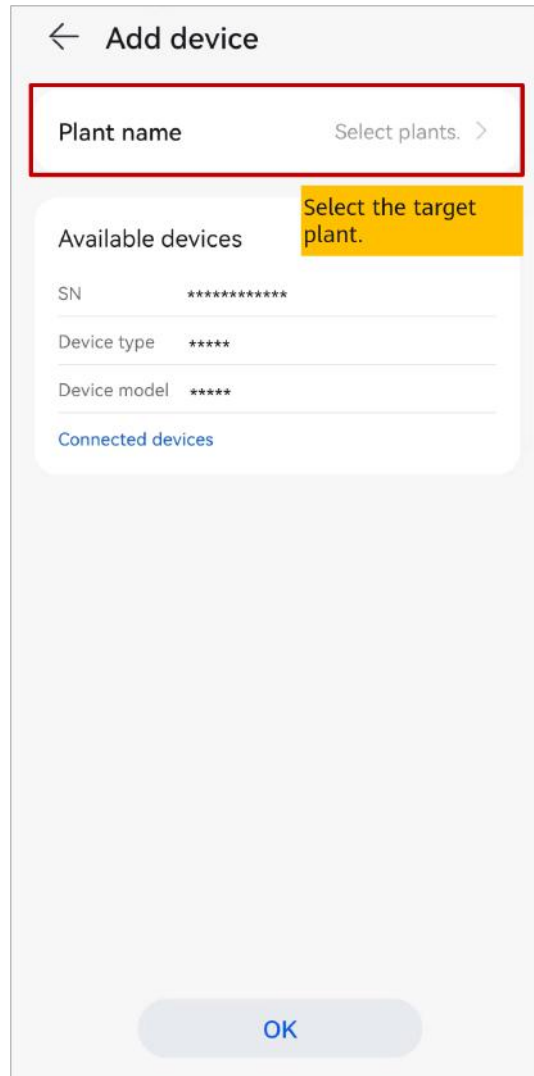 Add device
Plant name Select plants.
Select the target
plant.
Available devices
SN ************
Device type *****
Device model *****
Connected devices
OK